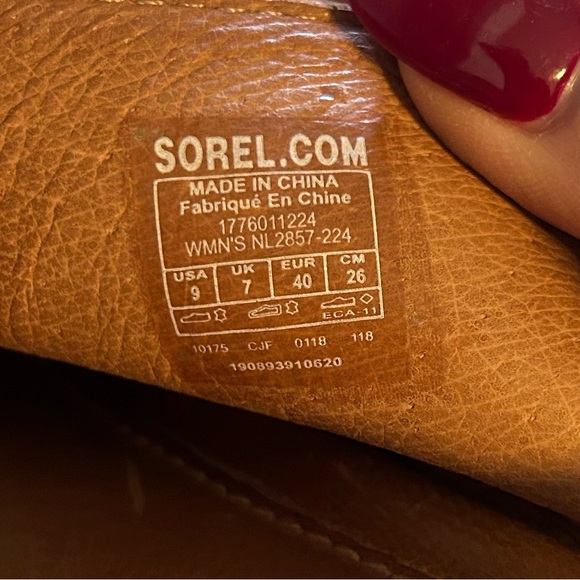 SOREL.COM
MADE IN CHINA
Fabriqué En Chine
1776011224
WMN'S NL2857-224
USA UK EUR CM
9 7 40 26
ECA-11
10175 CJF 0118 118
190893910620